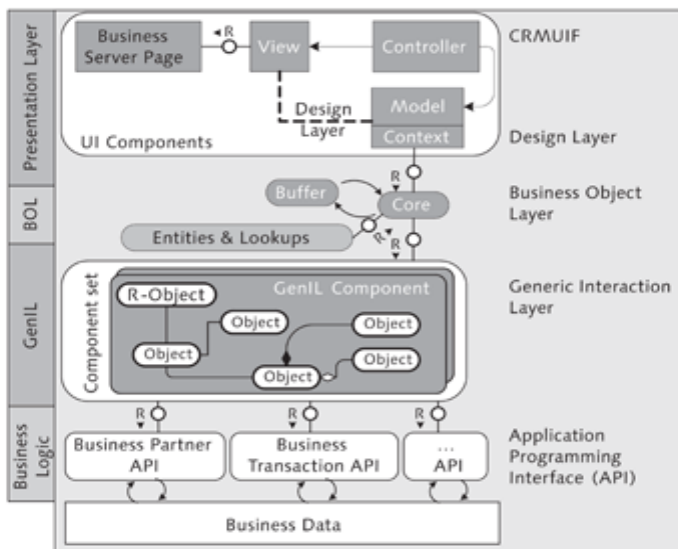 Presentation Layer
BOL
GenIL
Business
Logic
Business
Server Page
R
View
Controller
CRMUIF
Design
Layer
Model
Context
UI Components
Design Layer
R
Buffer
Core
Business Object
Layer
Entities & Lookups
R
R
Component set
GenIL Component
Generic Interaction
Layer
R-Object
Object
Object
Object
Object
Object
R
R
R
Business Partner
API
Business
Transaction API
...
API
Application
Programming
Interface (API)
Business Data